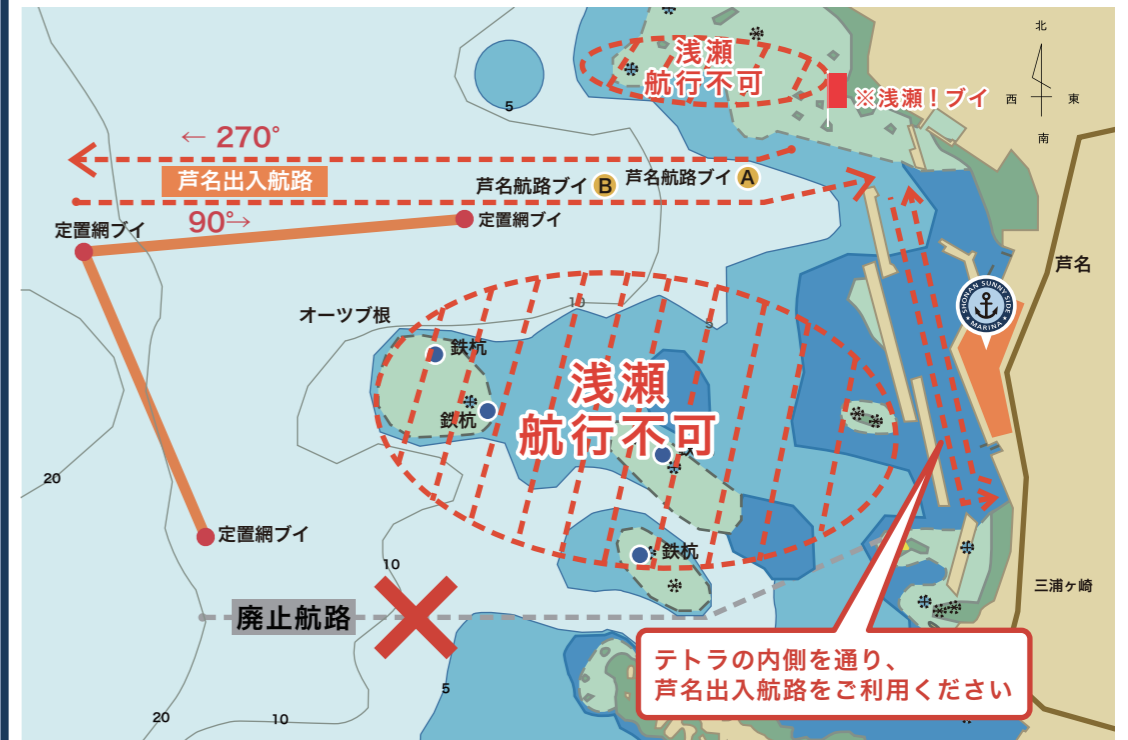 北
西
東
南
浅瀬
航行不可
※浅瀬！ブイ
5
← 270°
芦名出入航路
芦名航路ブイ B
芦名航路ブイ A
90°→
定置網ブイ
定置網ブイ
芦名
SHONAN SUNNY SIDE
MARINA
オーツブ根
10
5
鉄杭
鉄杭
浅瀬
航行不可
鉄
20
定置網ブイ
鉄杭
10
三浦ヶ崎
廃止航路
テトラの内側を通り、
芦名出入航路をご利用ください
5
20
10